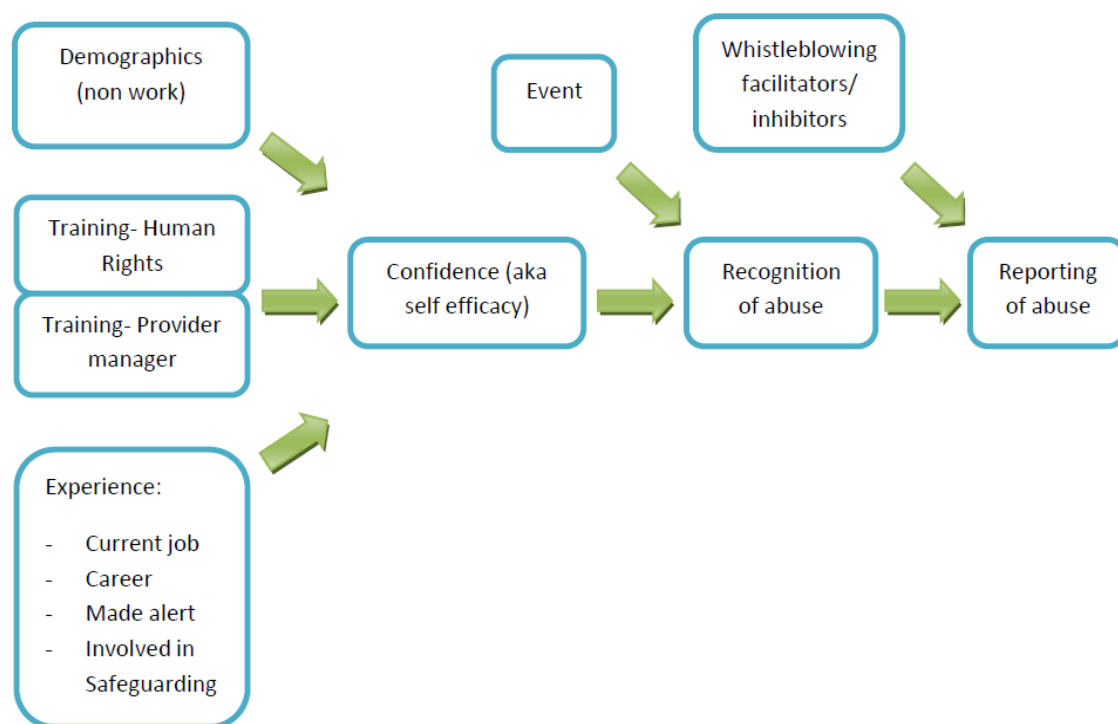 Demographics
(non work)
Event
Whistleblowing
facilitators/
inhibitors
Training- Human
Rights
Training- Provider
manager
Confidence (aka
self efficacy)
Recognition
of abuse
Reporting
of abuse
Experience:
- Current job
- Career
- Made alert
- Involved in
Safeguarding